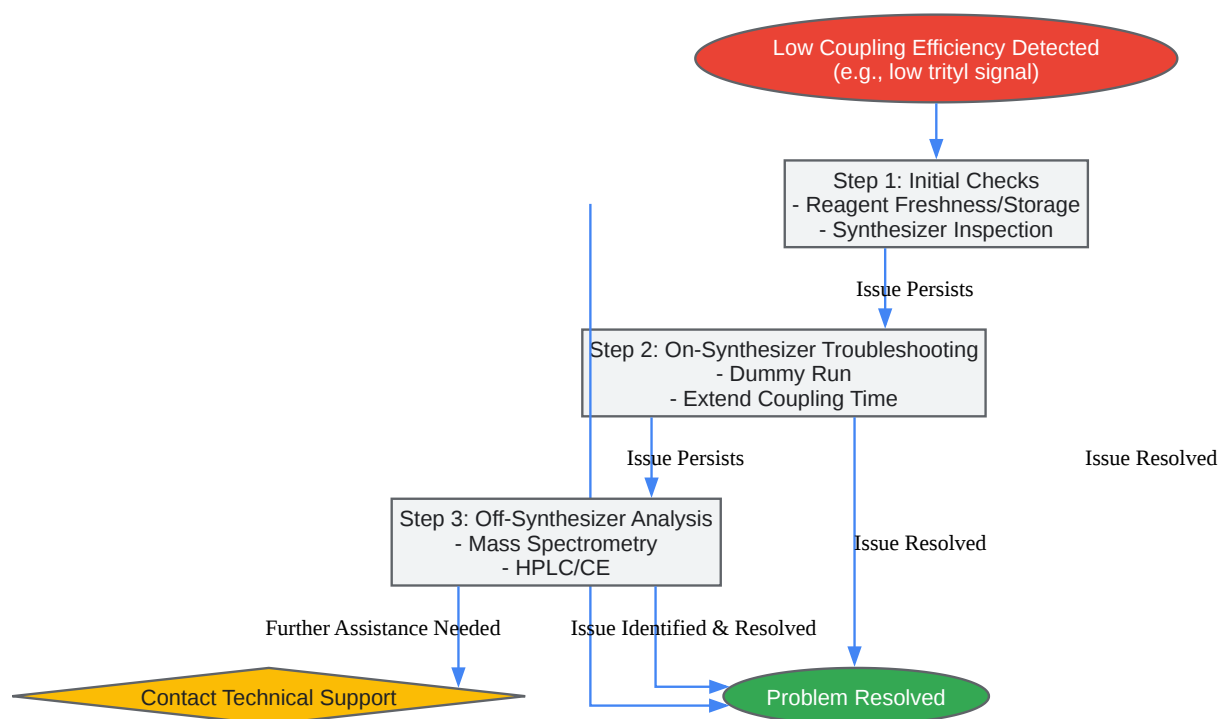 Low Coupling Efficiency Detected
(e.g., low trityl signal)
Step 1: Initial Checks
- Reagent Freshness/Storage
- Synthesizer Inspection
Issue Persists
Step 2: On-Synthesizer Troubleshooting
- Dummy Run
- Extend Coupling Time
Issue Persists
Issue Resolved
Step 3: Off-Synthesizer Analysis
- Mass Spectrometry
- HPLC/CE
Issue Resolved
Further Assistance Needed
Issue Identified & Resolved
Contact Technical Support
Problem Resolved